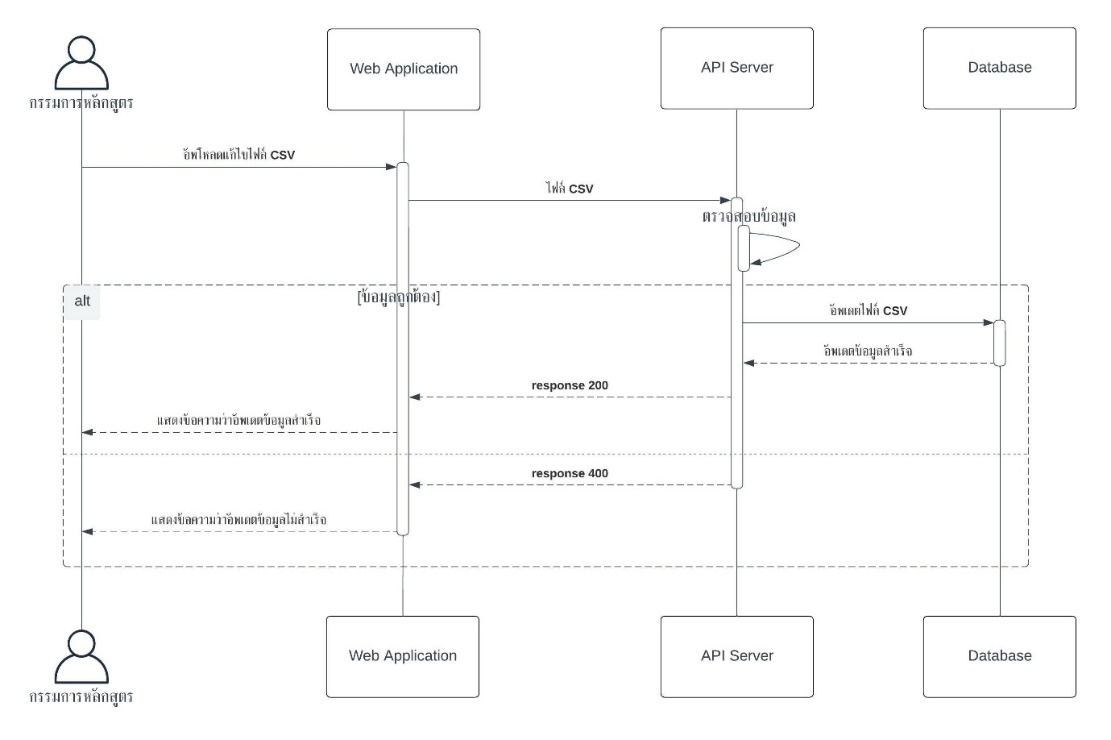 Web Application
API Server
Database
กรรมการหลักสูตร
อัพโหลดแก้ไขไฟล์ CSV
ไฟล์ CSV
ตรวจสอบข้อมูล
alt
[ข้อมูลถูกต้อง]
อัพเดตไฟล์ CSV
อัพเดตข้อมูลสำเร็จ
response 200
แสดงข้อความว่าอัพเดตข้อมูลสำเร็จ
response 400
แสดงข้อความว่าอัพเดตข้อมูลไม่สำเร็จ
Web Application
API Server
Database
กรรมการหลักสูตร